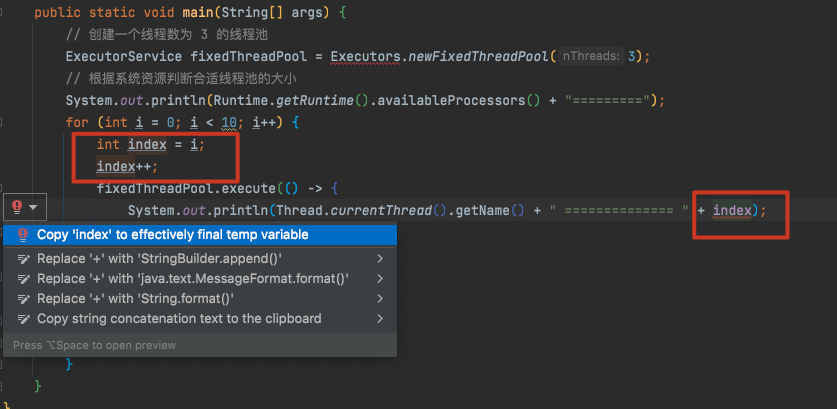 public static void main(String[] args) {
// 创建一个线程数为 3 的线程池
ExecutorService fixedThreadPool = Executors.newFixedThreadPool( nThreads: 3);
// 根据系统资源判断合适线程池的大小
System.out.println(Runtime.getRuntime().availableProcessors() + "=========");
for (int i = 0; i < 10; i++) {
int index = i;
index++;
fixedThreadPool.execute(() -> {
System.out.println(Thread.currentThread().getName() + " ============== " + index);
Copy 'index' to effectively final temp variable
Replace '+' with 'StringBuilder.append()'
Replace '+' with 'java.text.MessageFormat.format()'
Replace '+' with 'String.format()'
Copy string concatenation text to the clipboard
Press ⌥Space to open preview
}
}
}